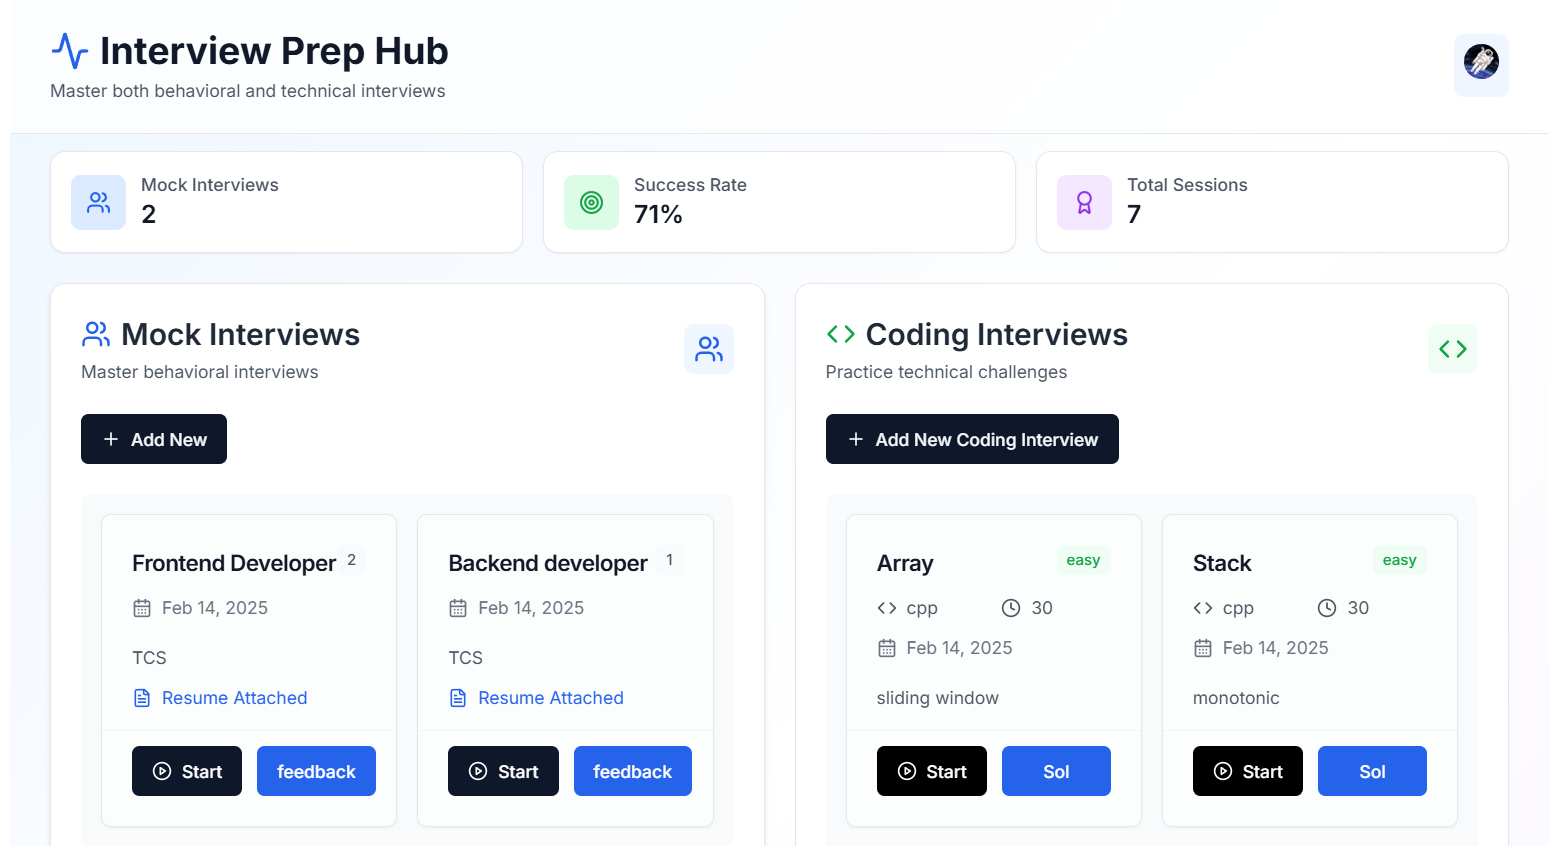 Interview Prep Hub
Master both behavioral and technical interviews
Mock Interviews
2
Success Rate
71%
Total Sessions
7
Mock Interviews
Master behavioral interviews
Add New
Frontend Developer 2
Feb 14, 2025
TCS
Resume Attached
Start feedback
Backend developer 1
Feb 14, 2025
TCS
Resume Attached
Start feedback
Coding Interviews
Practice technical challenges
Add New Coding Interview
Array easy
cpp 30
Feb 14, 2025
sliding window
Start Sol
Stack easy
cpp 30
Feb 14, 2025
monotonic
Start Sol